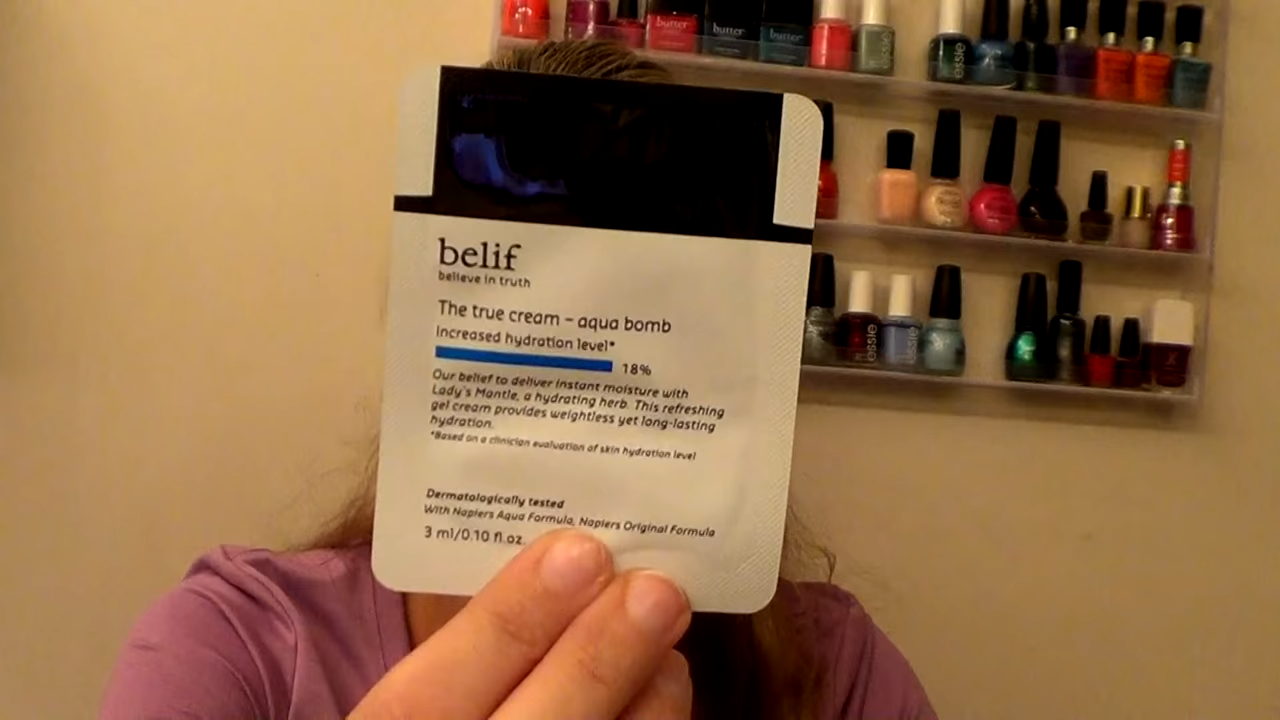 butter
butter
butter
essie
essie
essie
essie
belif
believe in truth
The true cream – aqua bomb
Increased hydration level*
18%
Our belief to deliver instant moisture with
Lady's Mantle, a hydrating herb. This refreshing
gel cream provides weightless yet long-lasting
hydration.
*Based on a clinician evaluation of skin hydration level
Dermatologically tested
With Napiers Aqua Formula, Napiers Original Formula
3 ml/0.10 fl.oz.